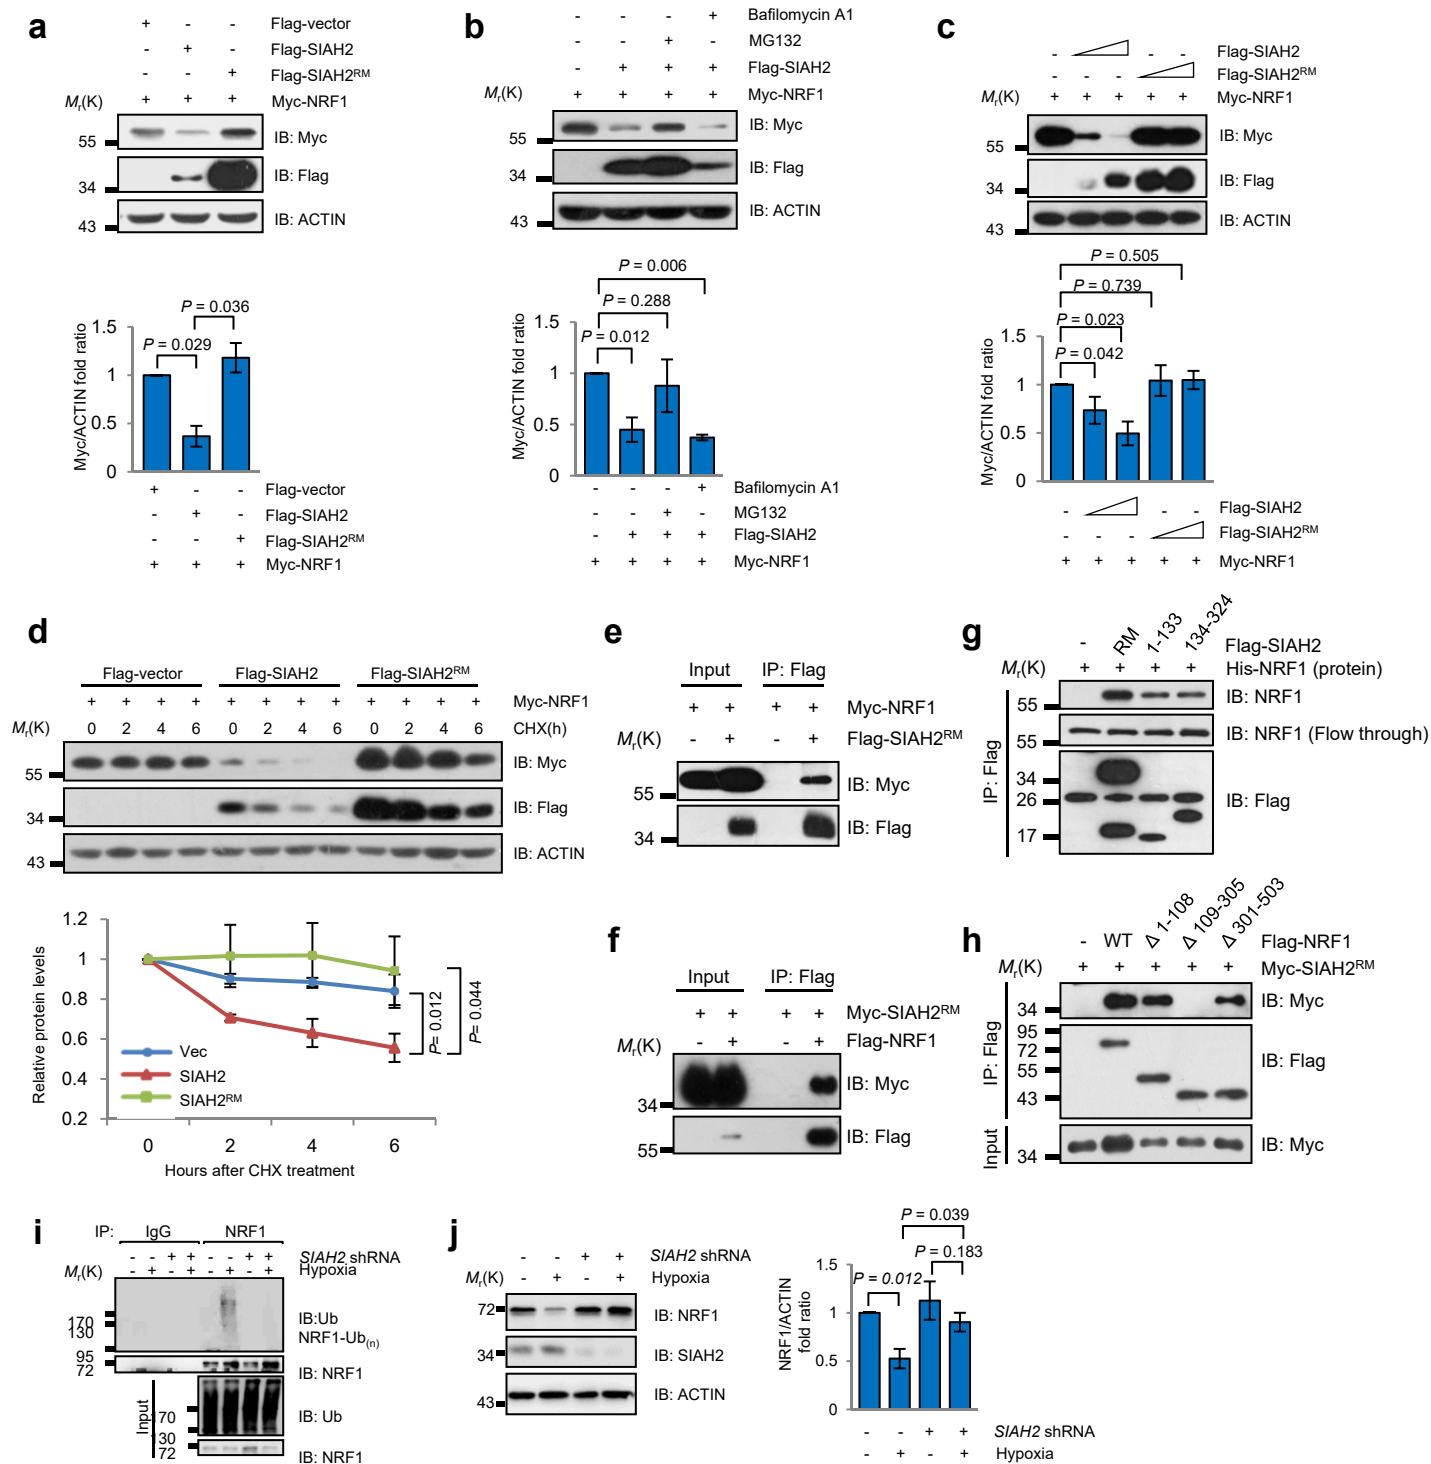 a
+ - - Flag-vector
- + - Flag-SIAH2
- - + Flag-SIAH2RM
Mr(K) + + + Myc-NRF1
55 IB: Myc
34 IB: Flag
43 IB: ACTIN
P = 0.036
P = 0.029
Myc/ACTIN fold ratio
1.5
1
0.5
0
+ - - Flag-vector
- + - Flag-SIAH2
- - + Flag-SIAH2RM
+ + + Myc-NRF1
b
- - - + Bafilomycin A1
- - + - MG132
- + + + Flag-SIAH2
Mr(K) + + + + Myc-NRF1
55 IB: Myc
34 IB: Flag
43 IB: ACTIN
P = 0.006
P = 0.288
P = 0.012
Myc/ACTIN fold ratio
1.5
1
0.5
0
- - - + Bafilomycin A1
- - + - MG132
- + + + Flag-SIAH2
+ + + + Myc-NRF1
c
- - - Flag-SIAH2
- - - Flag-SIAH2RM
Mr(K) + + + + + Myc-NRF1
55 IB: Myc
34 IB: Flag
43 IB: ACTIN
P = 0.505
P = 0.739
P = 0.023
P = 0.042
Myc/ACTIN fold ratio
1.5
1
0.5
0
- - - Flag-SIAH2
- - - Flag-SIAH2RM
+ + + + + Myc-NRF1
d
Flag-vector Flag-SIAH2 Flag-SIAH2RM
+ + + + + + + + + + + + Myc-NRF1
Mr(K) 0 2 4 6 0 2 4 6 0 2 4 6 CHX(h)
55 IB: Myc
34 IB: Flag
43 IB: ACTIN
Relative protein levels
1.2
1
0.8
0.6
0.4
0.2
Vec
SIAH2
SIAH2RM
P= 0.012
P= 0.044
0 2 4 6
Hours after CHX treatment
e
Input IP: Flag
+ + + + Myc-NRF1
Mr(K) - + - + Flag-SIAH2RM
55 IB: Myc
34 IB: Flag
f
Input IP: Flag
+ + + + Myc-SIAH2RM
Mr(K) - + - + Flag-NRF1
34 IB: Myc
55 IB: Flag
g
- RM 1-133 134-324 Flag-SIAH2
Mr(K) + + + + His-NRF1 (protein)
IP: Flag
55 IB: NRF1
55 IB: NRF1 (Flow through)
34
26 IB: Flag
17
h
- WT Δ 1-108 Δ 109-305 Δ 301-503 Flag-NRF1
Mr(K) + + + + + Myc-SIAH2RM
IP: Flag
34 IB: Myc
95
72 IB: Flag
55
43
Input
34 IB: Myc
i
IP: IgG NRF1
- - + + - - + + SIAH2 shRNA
Mr(K) - + - + - + - + Hypoxia
170 IB:Ub
130 NRF1-Ub(n)
95
72 IB: NRF1
Input
170 IB: Ub
130
72 IB: NRF1
j
- - + + SIAH2 shRNA
Mr(K) - + - + Hypoxia
72 IB: NRF1
34 IB: SIAH2
43 IB: ACTIN
P = 0.039
P = 0.183
P = 0.012
NRF1/ACTIN
fold ratio
1.5
1
0.5
0
- - + + SIAH2 shRNA
- + - + Hypoxia